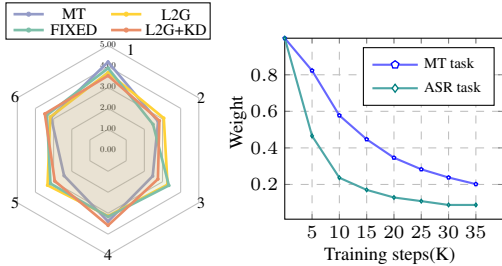 MT
L2G
FIXED
L2G+KD
5.00
4.00
3.00
2.00
1.00
0.00
1
2
3
4
5
6
Weight
0.8
0.6
0.4
0.2
MT task
ASR task
5 10 15 20 25 30 35
Training steps(K)